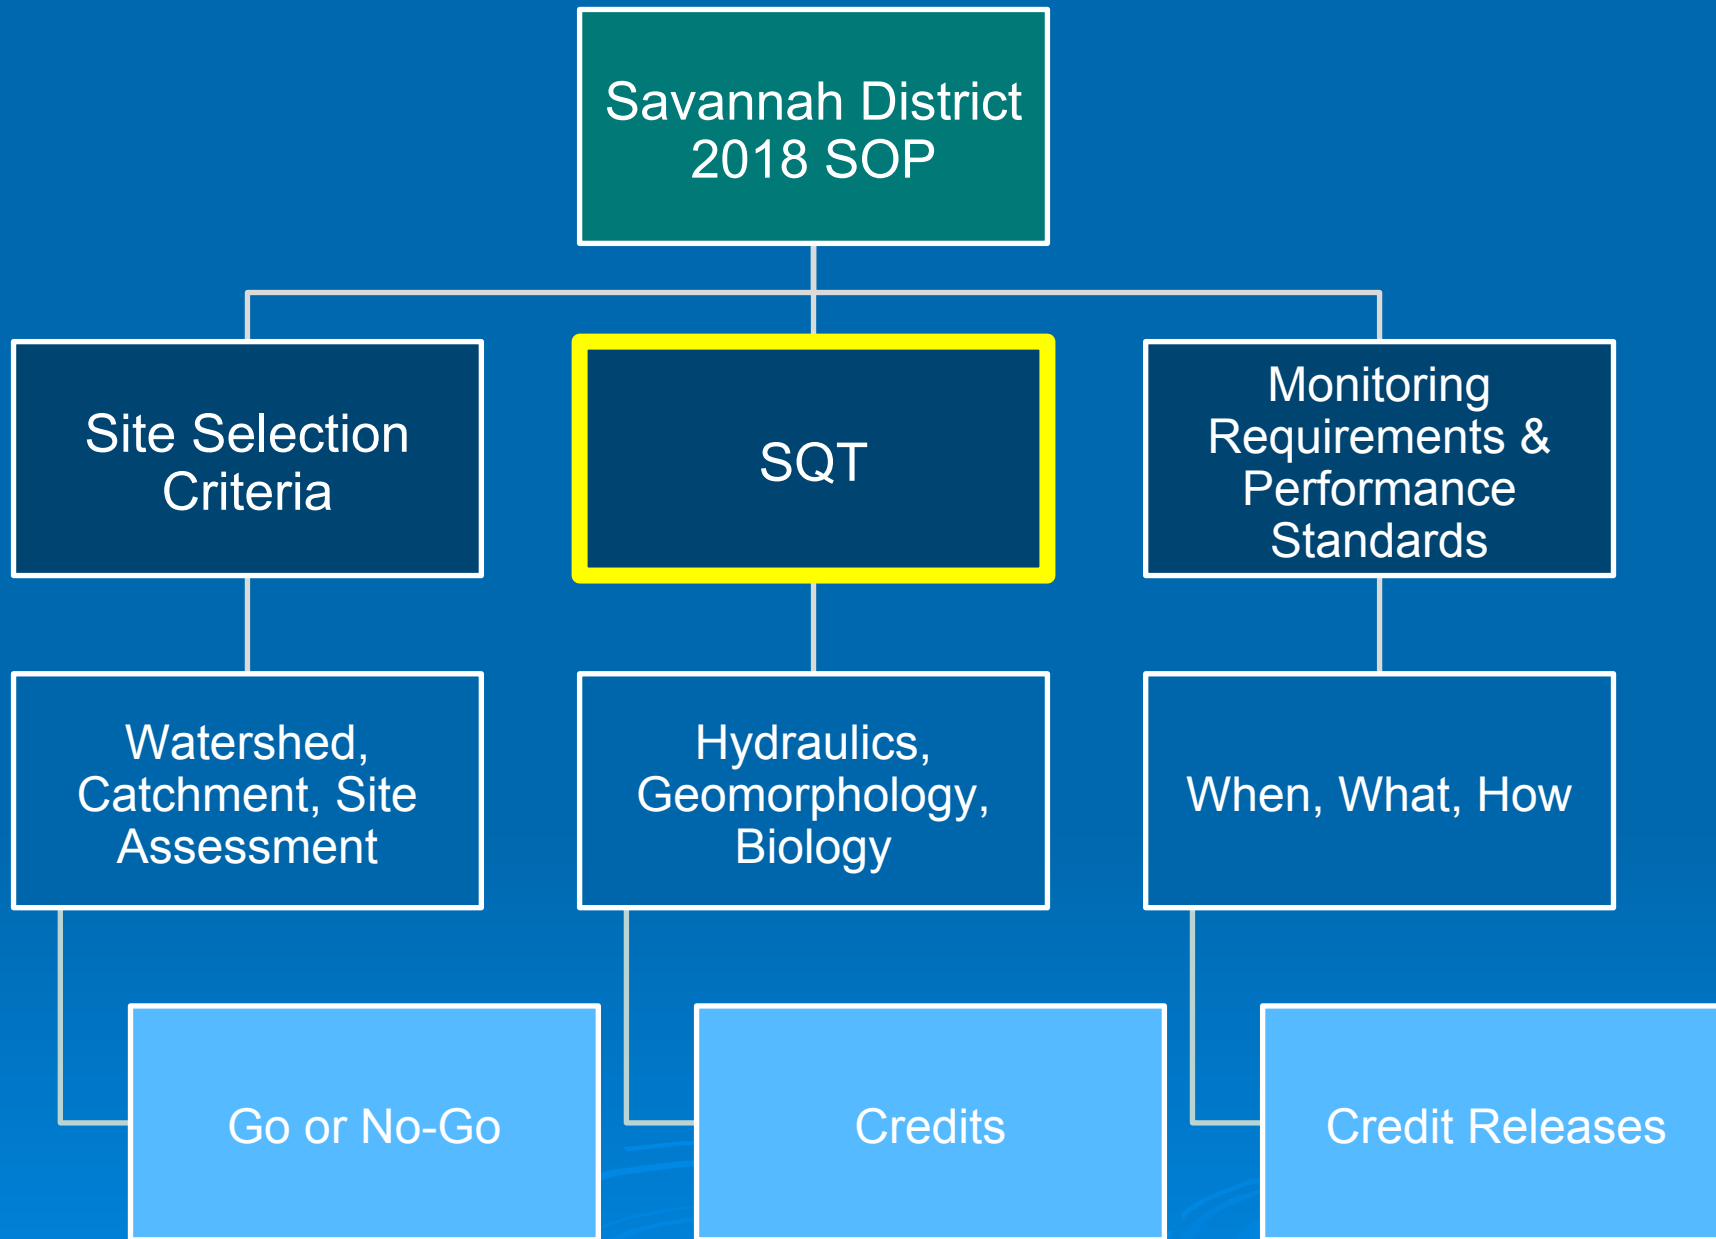 Savannah District
2018 SOP
Site Selection
Criteria
SQT
Monitoring
Requirements &
Performance
Standards
Watershed,
Catchment, Site
Assessment
Hydraulics,
Geomorphology,
Biology
When, What, How
Go or No-Go
Credits
Credit Releases